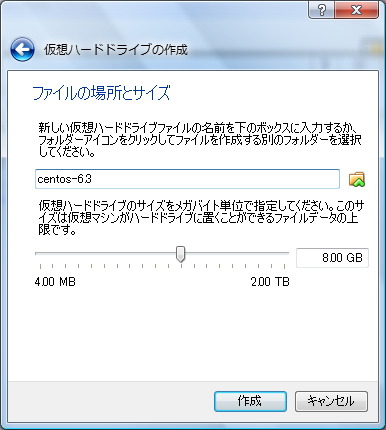 ?
仮想ハードドライブの作成
ファイルの場所とサイズ
新しい仮想ハードドライブファイルの名前を下のボックスに入力するか、
フォルダーアイコンをクリックしてファイルを作成する別のフォルダーを選択
してください。
centos-6.3
仮想ハードドライブのサイズをメガバイト単位で指定してください。このサ
イズは仮想マシンがハードドライブに置くことができるファイルデータの上
限です。
8.00 GB
4.00 MB 2.00 TB
作成 キャンセル